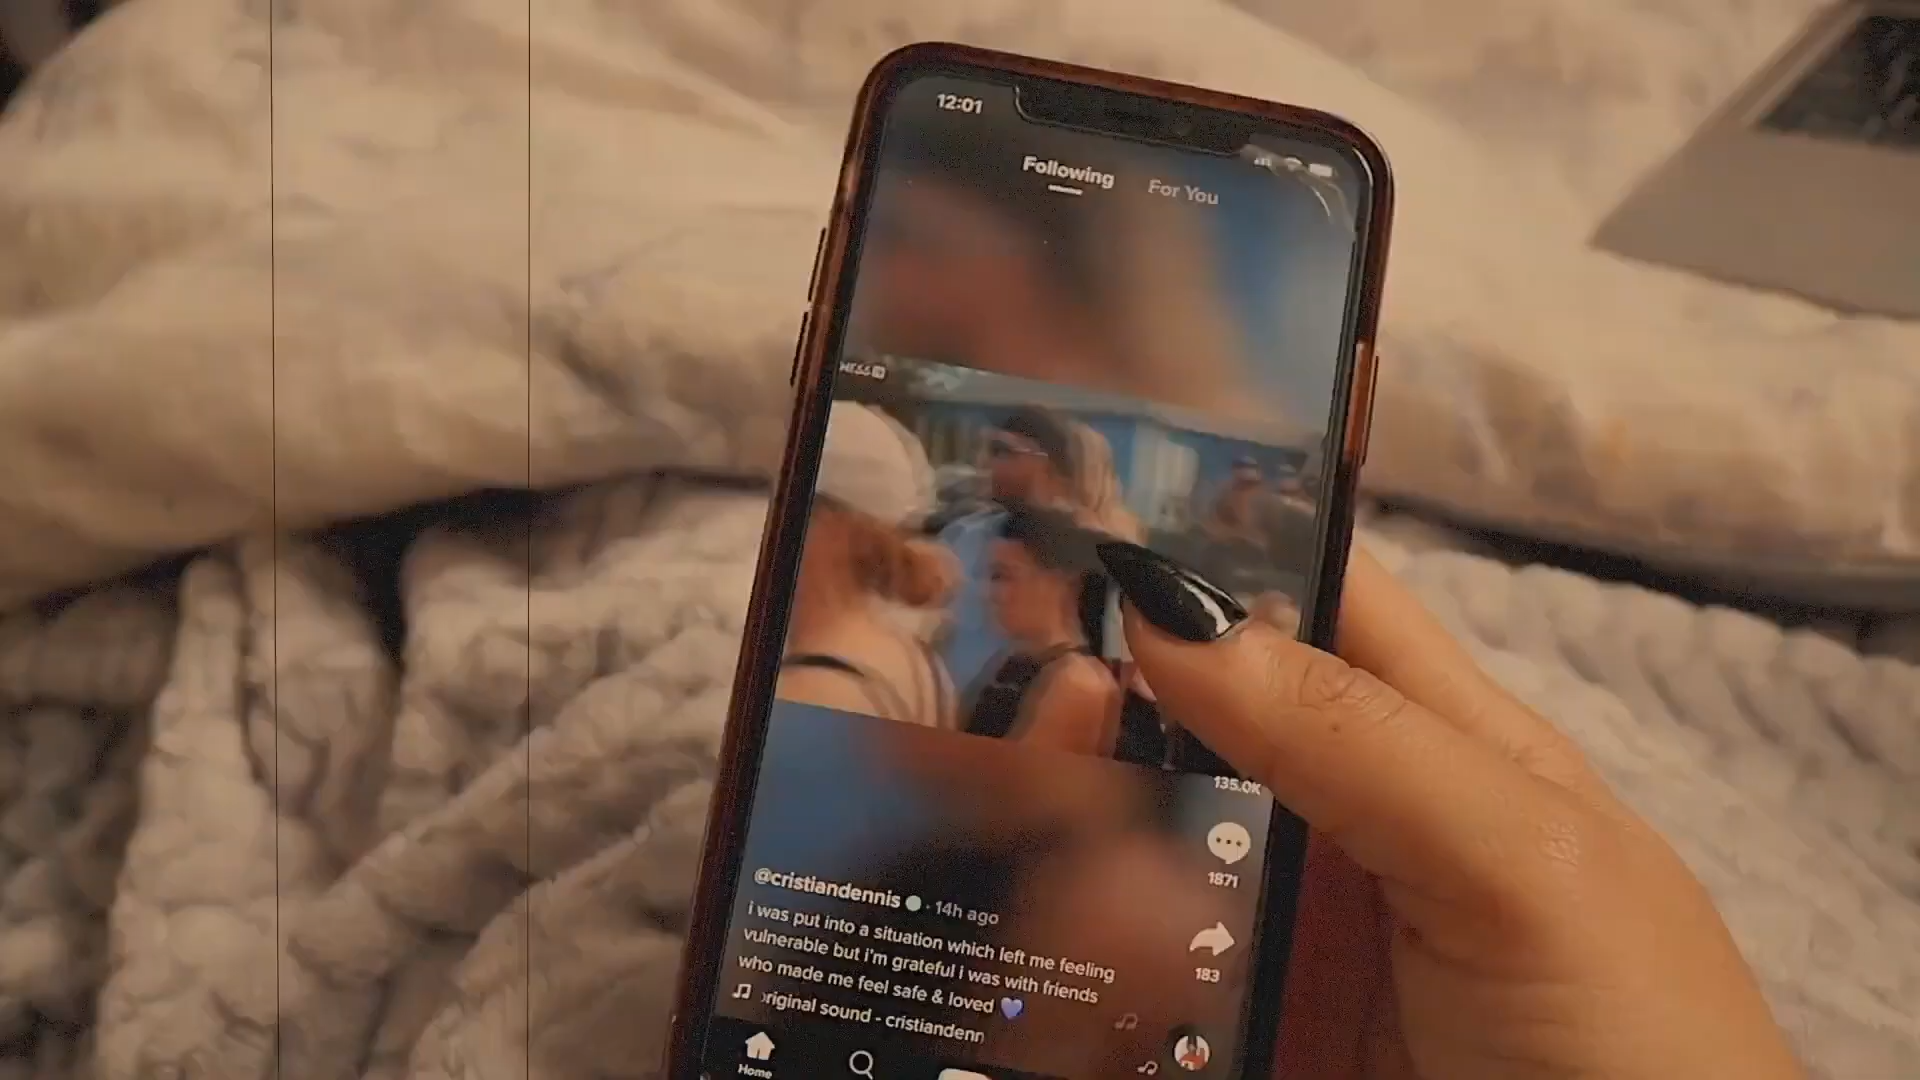 12:01
Following
For You
135.0K
1871
@cristiandennis · 14h ago
i was put into a situation which left me feeling
vulnerable but i'm grateful i was with friends
who made me feel safe & loved 💜
183
riginal sound - cristiandenn
Home